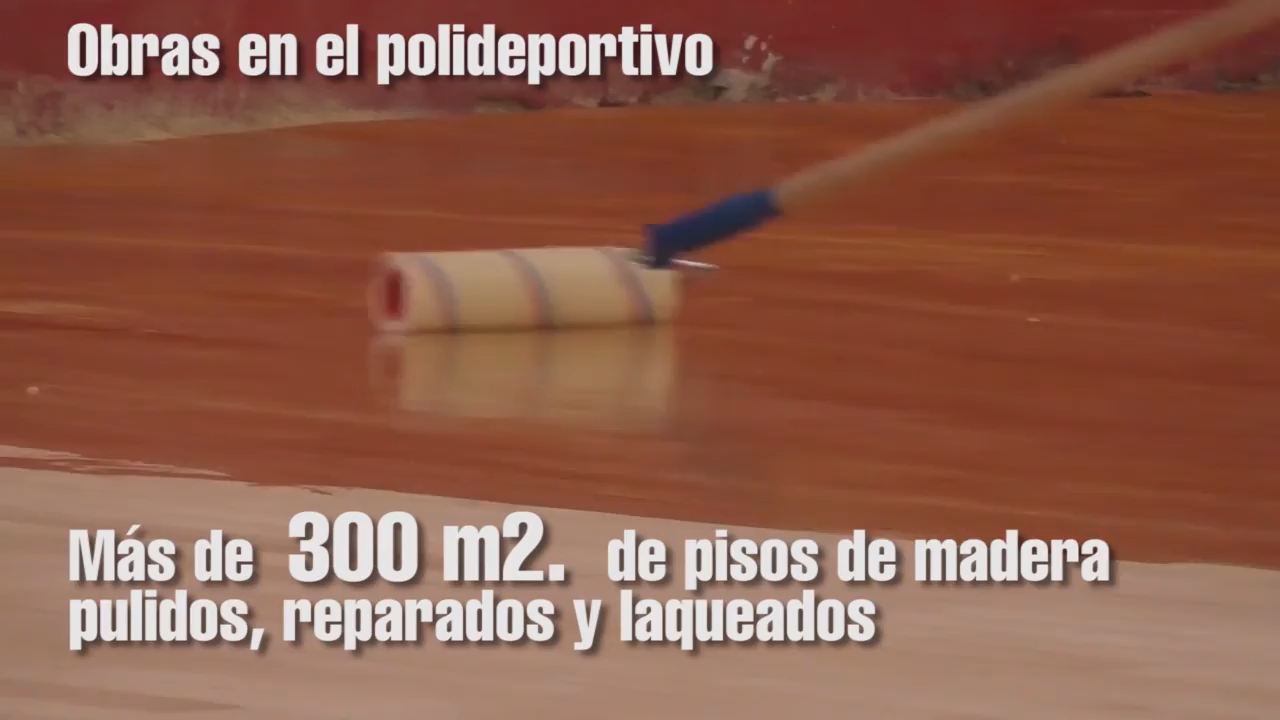 Obras en el polideportivo
Más de 300 m2. de pisos de madera
pulidos, reparados y laqueados